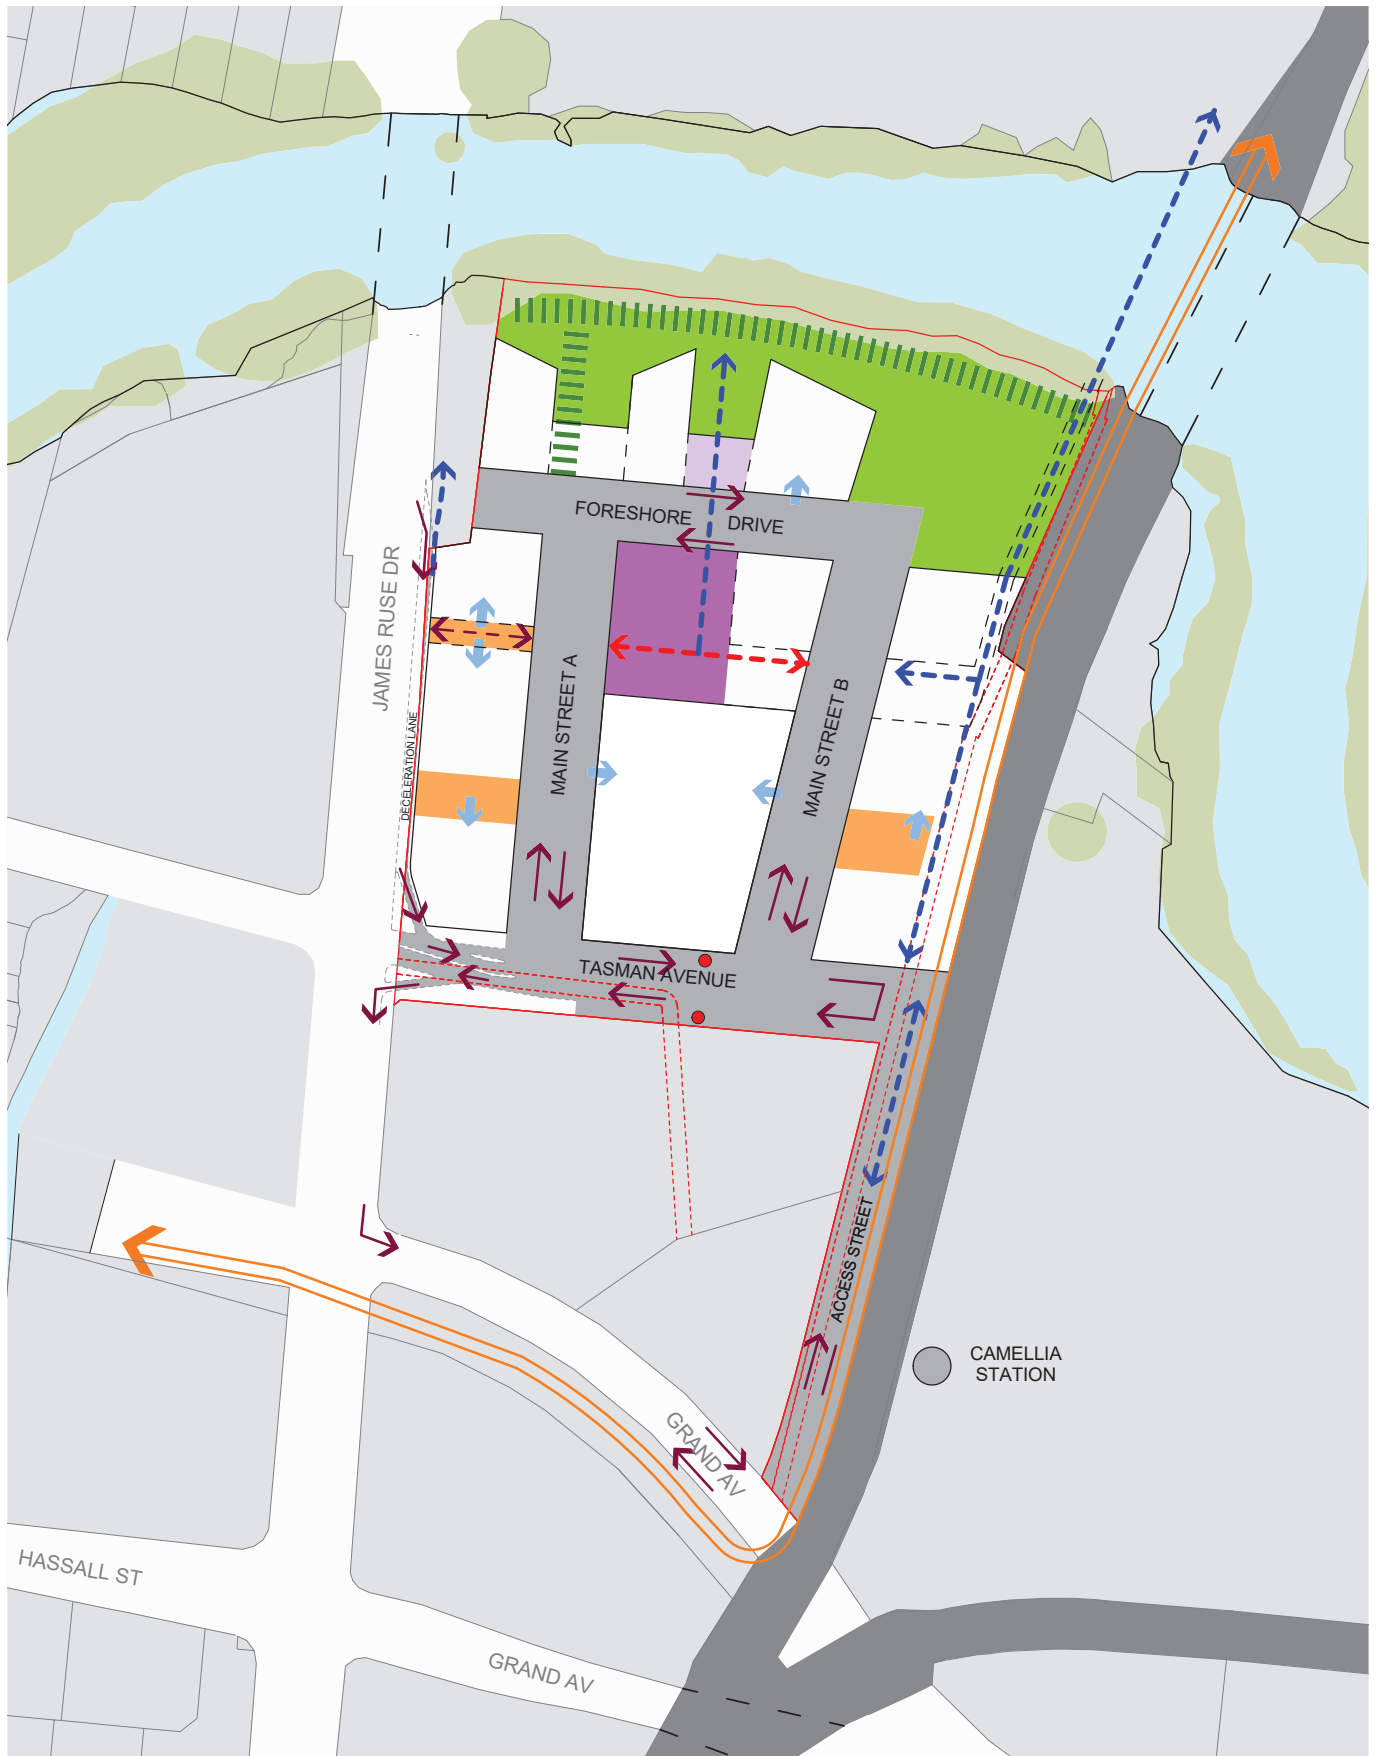 FORESHORE DRIVE
JAMES RUSE DR
MAIN STREET A
MAIN STREET B
DECELERATION LANE
TASMAN AVENUE
ACCESS STREET
CAMELLIA
STATION
GRAND AV
HASSALL ST
GRAND AV